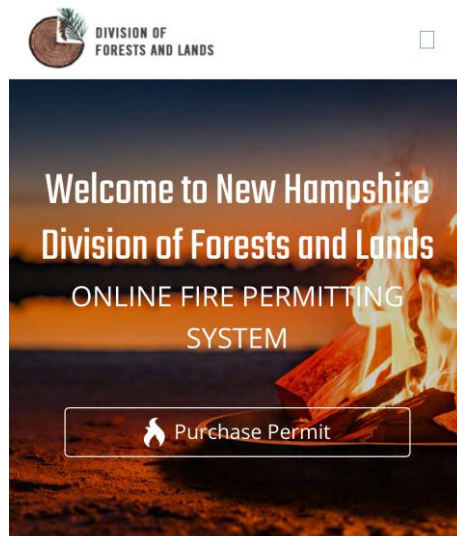 DIVISION OF
FORESTS AND LANDS
Welcome to New Hampshire
Division of Forests and Lands
ONLINE FIRE PERMITTING
SYSTEM
Purchase Permit